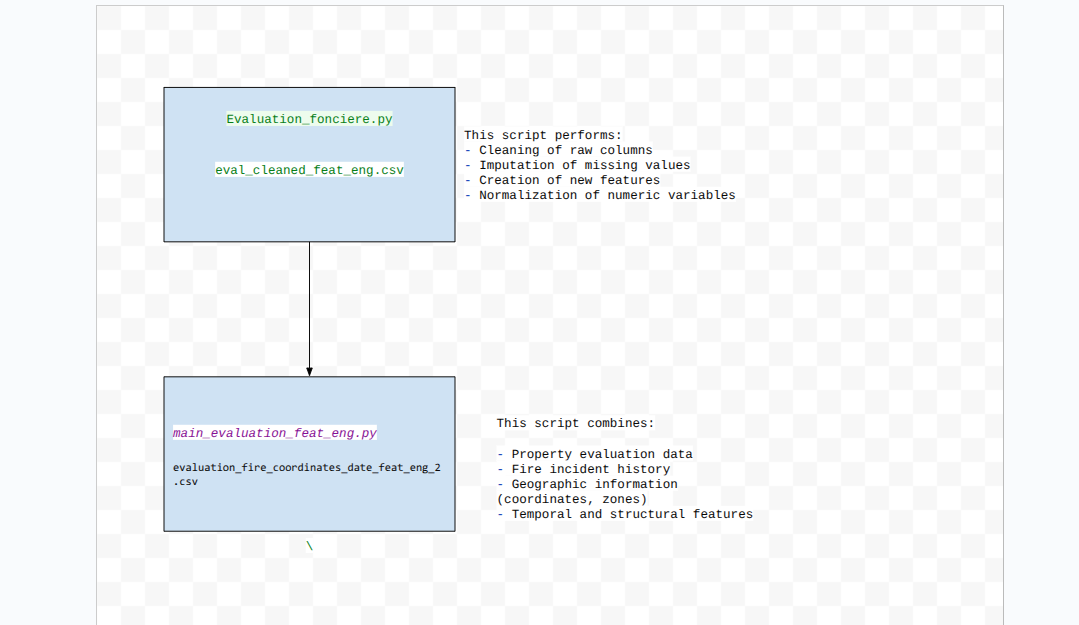 Evaluation_fonciere.py
eval_cleaned_feat_eng.csv
This script performs:
- Cleaning of raw columns
- Imputation of missing values
- Creation of new features
- Normalization of numeric variables
main_evaluation_feat_eng.py
evaluation_fire_coordinates_date_feat_eng_2
.csv
This script combines:
- Property evaluation data
- Fire incident history
- Geographic information
(coordinates, zones)
- Temporal and structural features
\